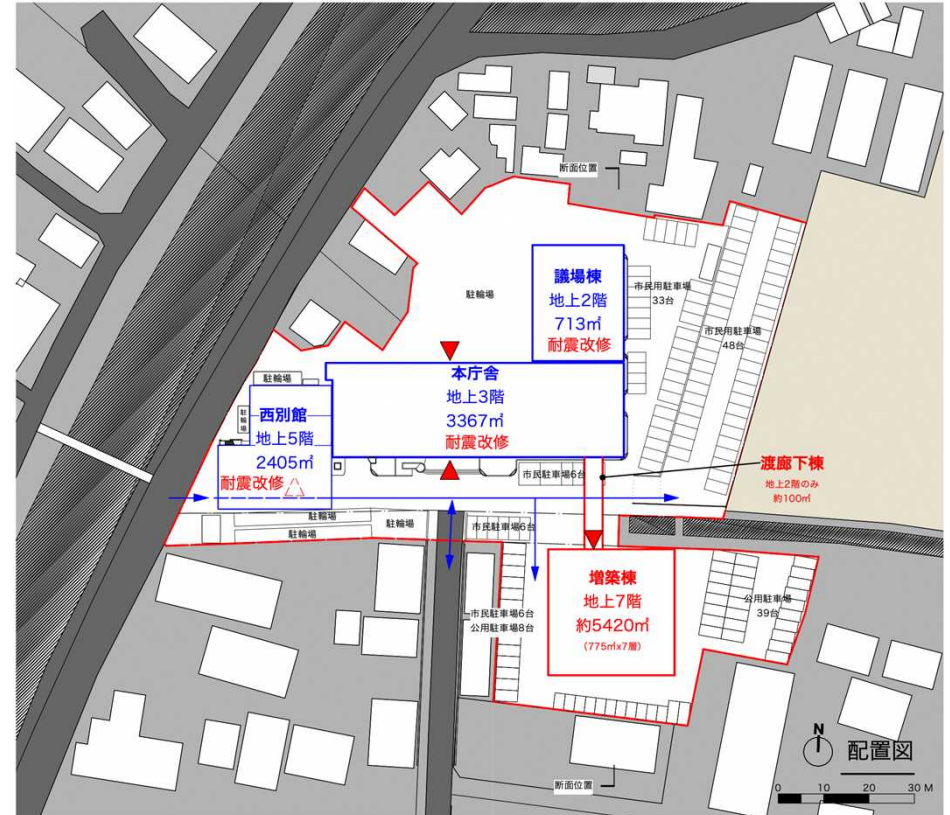 断面位置
議場棟
地上2階
713㎡
耐震改修
市民用駐車場
33台
駐輪場
市民用駐車場
48台
本庁舎
地上3階
3367㎡
耐震改修
駐輪場
駐輪場
西別館
地上5階
2405㎡
耐震改修
渡廊下棟
地上2階のみ
約100㎡
市民駐車場6台
駐輪場
駐輪場
駐輪場
市民駐車場6台
増築棟
地上7階
約5420㎡
(775㎡x7層)
公用駐車場
39台
市民駐車場6台
公用駐車場8台
N
配置図
断面位置
0 10 20 30 M